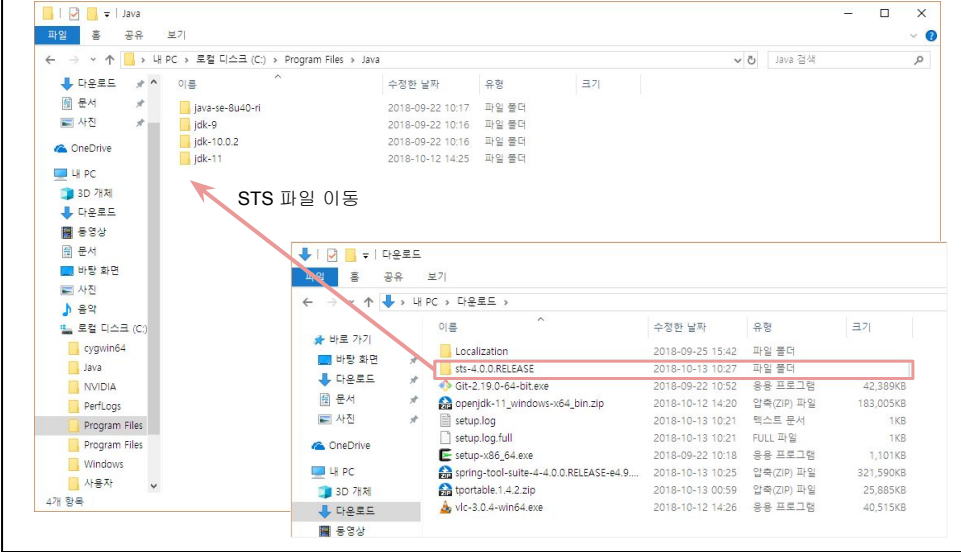 Java
파일 홈 공유 보기
내 PC > 로컬 디스크 (C:) > Program Files > Java
Java 검색
다운로드
문서
사진
OneDrive
내 PC
3D 개체
다운로드
동영상
문서
바탕 화면
사진
음악
로컬 디스크 (C:)
cygwin64
Java
NVIDIA
PerfLogs
Program Files
Program Files
Windows
사용자
4개 항목
이름 수정한 날짜 유형 크기
java-se-8u40-ri 2018-09-22 10:17 파일 폴더
jdk-9 2018-09-22 10:16 파일 폴더
jdk-10.0.2 2018-09-22 10:16 파일 폴더
jdk-11 2018-10-12 14:25 파일 폴더
STS 파일 이동
다운로드
파일 홈 공유 보기
내 PC > 다운로드 >
바로 가기
바탕 화면
다운로드
문서
사진
OneDrive
내 PC
3D 개체
다운로드
동영상
이름 수정한 날짜 유형 크기
Localization 2018-09-25 15:42 파일 폴더
sts-4.0.0.RELEASE 2018-10-13 10:27 파일 폴더
Git-2.19.0-64-bit.exe 2018-09-22 10:52 응용 프로그램 42,389KB
openjdk-11_windows-x64_bin.zip 2018-10-12 14:20 압축(ZIP) 파일 183,005KB
setup.log 2018-10-13 10:21 텍스트 문서 1KB
setup.log.full 2018-10-13 10:21 FULL 파일 1KB
setup-x86_64.exe 2018-09-22 10:18 응용 프로그램 1,101KB
spring-tool-suite-4-4.0.0.RELEASE-e4.9.... 2018-10-13 10:25 압축(ZIP) 파일 321,590KB
tportable.1.4.2.zip 2018-10-13 00:59 압축(ZIP) 파일 25,885KB
vlc-3.0.4-win64.exe 2018-10-12 14:26 응용 프로그램 40,515KB